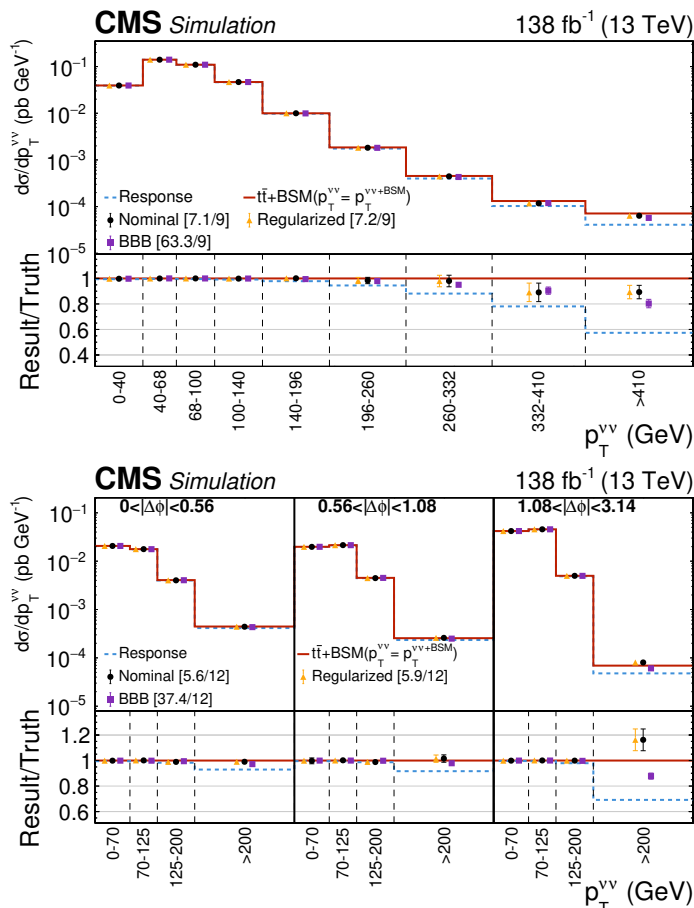 CMS Simulation 138 fb⁻¹ (13 TeV)
dσ/dp_T^νν (pb GeV⁻¹)
10⁻¹
10⁻²
10⁻³
10⁻⁴
10⁻⁵
Response tt̄+BSM(p_T^νν = p_T^νν+BSM)
Nominal [7.1/9] Regularized [7.2/9]
BBB [63.3/9]
Result/Truth
1
0.8
0.6
0.4
0-40 40-68 68-100 100-140 140-196 196-260 260-332 332-410 >410
p_T^νν (GeV)
CMS Simulation 138 fb⁻¹ (13 TeV)
0<|Δϕ|<0.56 0.56<|Δϕ|<1.08 1.08<|Δϕ|<3.14
dσ/dp_T^νν (pb GeV⁻¹)
10⁻¹
10⁻²
10⁻³
10⁻⁴
10⁻⁵
Response tt̄+BSM(p_T^νν = p_T^νν+BSM)
Nominal [5.6/12] Regularized [5.9/12]
BBB [37.4/12]
Result/Truth
1.2
1
0.8
0.6
0-70 70-125 125-200 >200 0-70 70-125 125-200 >200 0-70 70-125 125-200 >200
p_T^νν (GeV)